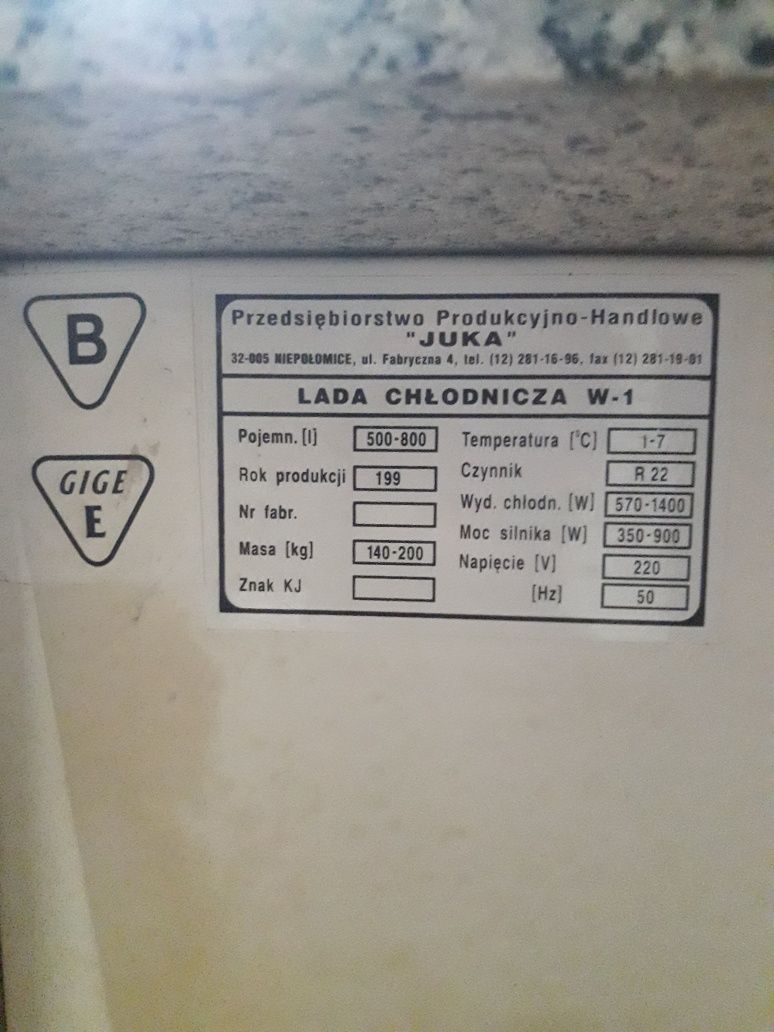 B
GIGE
E
Przedsiębiorstwo Produkcyjno-Handlowe
"JUKA"
32-005 NIEPOŁOMICE, ul. Fabryczna 4, tel. (12) 281-16-96, fax (12) 281-19-01
LADA CHŁODNICZA W-1
Pojemn. [l] 500-800
Rok produkcji 199
Nr fabr.
Masa [kg] 140-200
Znak KJ
Temperatura [°C] 1-7
Czynnik R 22
Wyd. chłodn. [W] 570-1400
Moc silnika [W] 350-900
Napięcie [V] 220
[Hz] 50